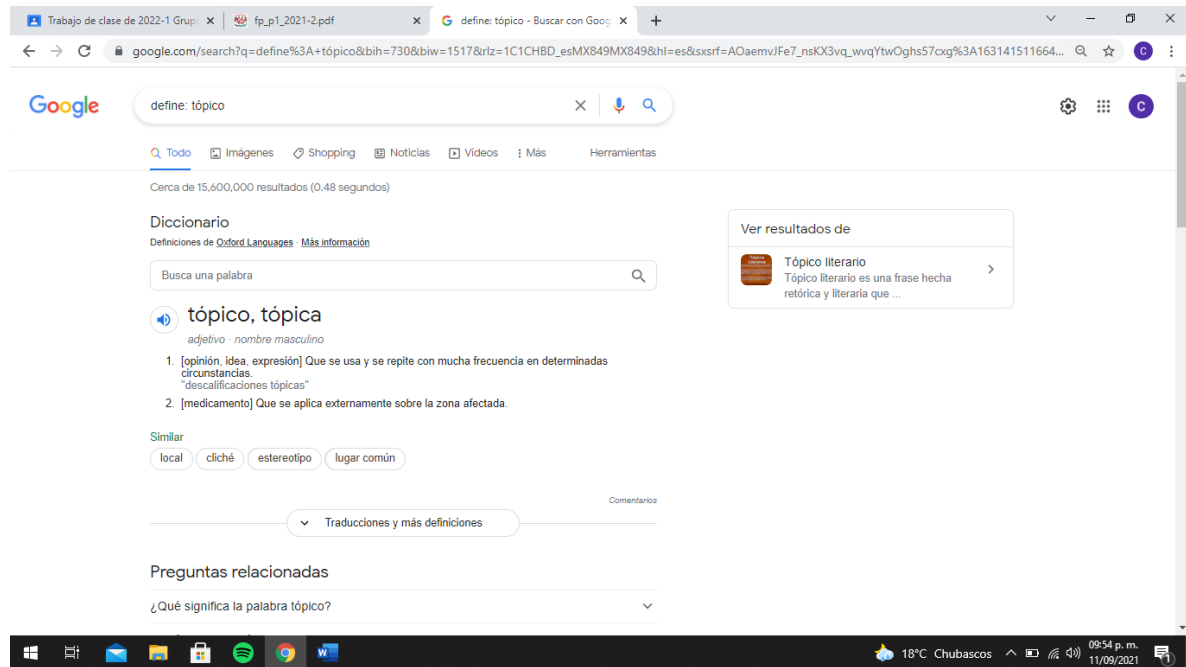 Trabajo de clase de 2022-1 Grupo
fp_p1_2021-2.pdf
define: tópico - Buscar con Goog
google.com/search?q=define%3A+tópico&bih=730&biw=1517&rlz=1C1CHBD_esMX849MX849&hl=es&sxsrf=AOaemvJFe7_nsKX3vq_wvqYtwOghs57cxg%3A163141511664...
C
Google
define: tópico
C
Todo Imágenes Shopping Noticias Vídeos Más Herramientas
Cerca de 15,600,000 resultados (0.48 segundos)
Diccionario
Definiciones de Oxford Languages · Más información
Busca una palabra
tópico, tópica
adjetivo · nombre masculino
1. [opinión, idea, expresión] Que se usa y se repite con mucha frecuencia en determinadas
circunstancias.
"descalificaciones tópicas"
2. [medicamento] Que se aplica externamente sobre la zona afectada.
Similar
local cliché estereotipo lugar común
Comentarios
Traducciones y más definiciones
Preguntas relacionadas
¿Qué significa la palabra tópico?
Ver resultados de
Tópico literario
Tópico literario es una frase hecha
retórica y literaria que ...
18°C Chubascos
09:54 p. m.
11/09/2021
1